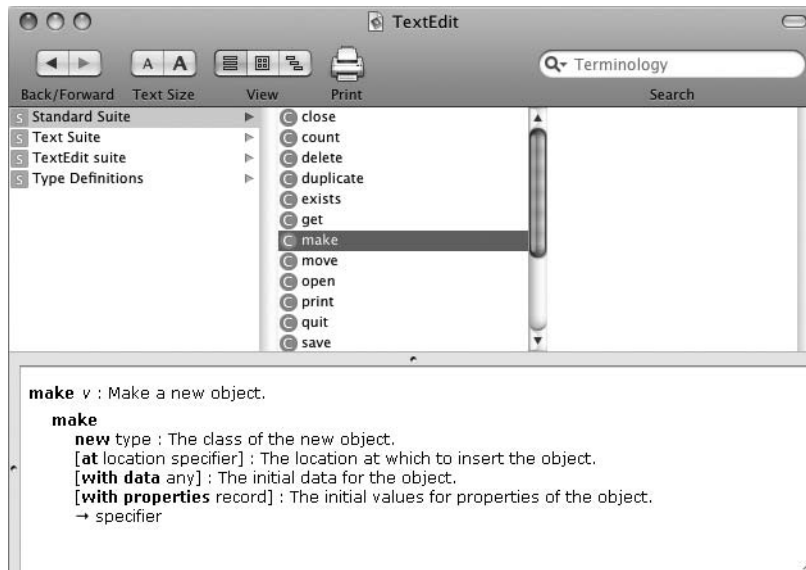 TextEdit
A A
Terminology
Back/Forward Text Size View Print Search
S Standard Suite
S Text Suite
S TextEdit suite
S Type Definitions
C close
C count
C delete
C duplicate
C exists
C get
C make
C move
C open
C print
C quit
C save
make v : Make a new object.
make
new type : The class of the new object.
[at location specifier] : The location at which to insert the object.
[with data any] : The initial data for the object.
[with properties record] : The initial values for properties of the object.
→ specifier